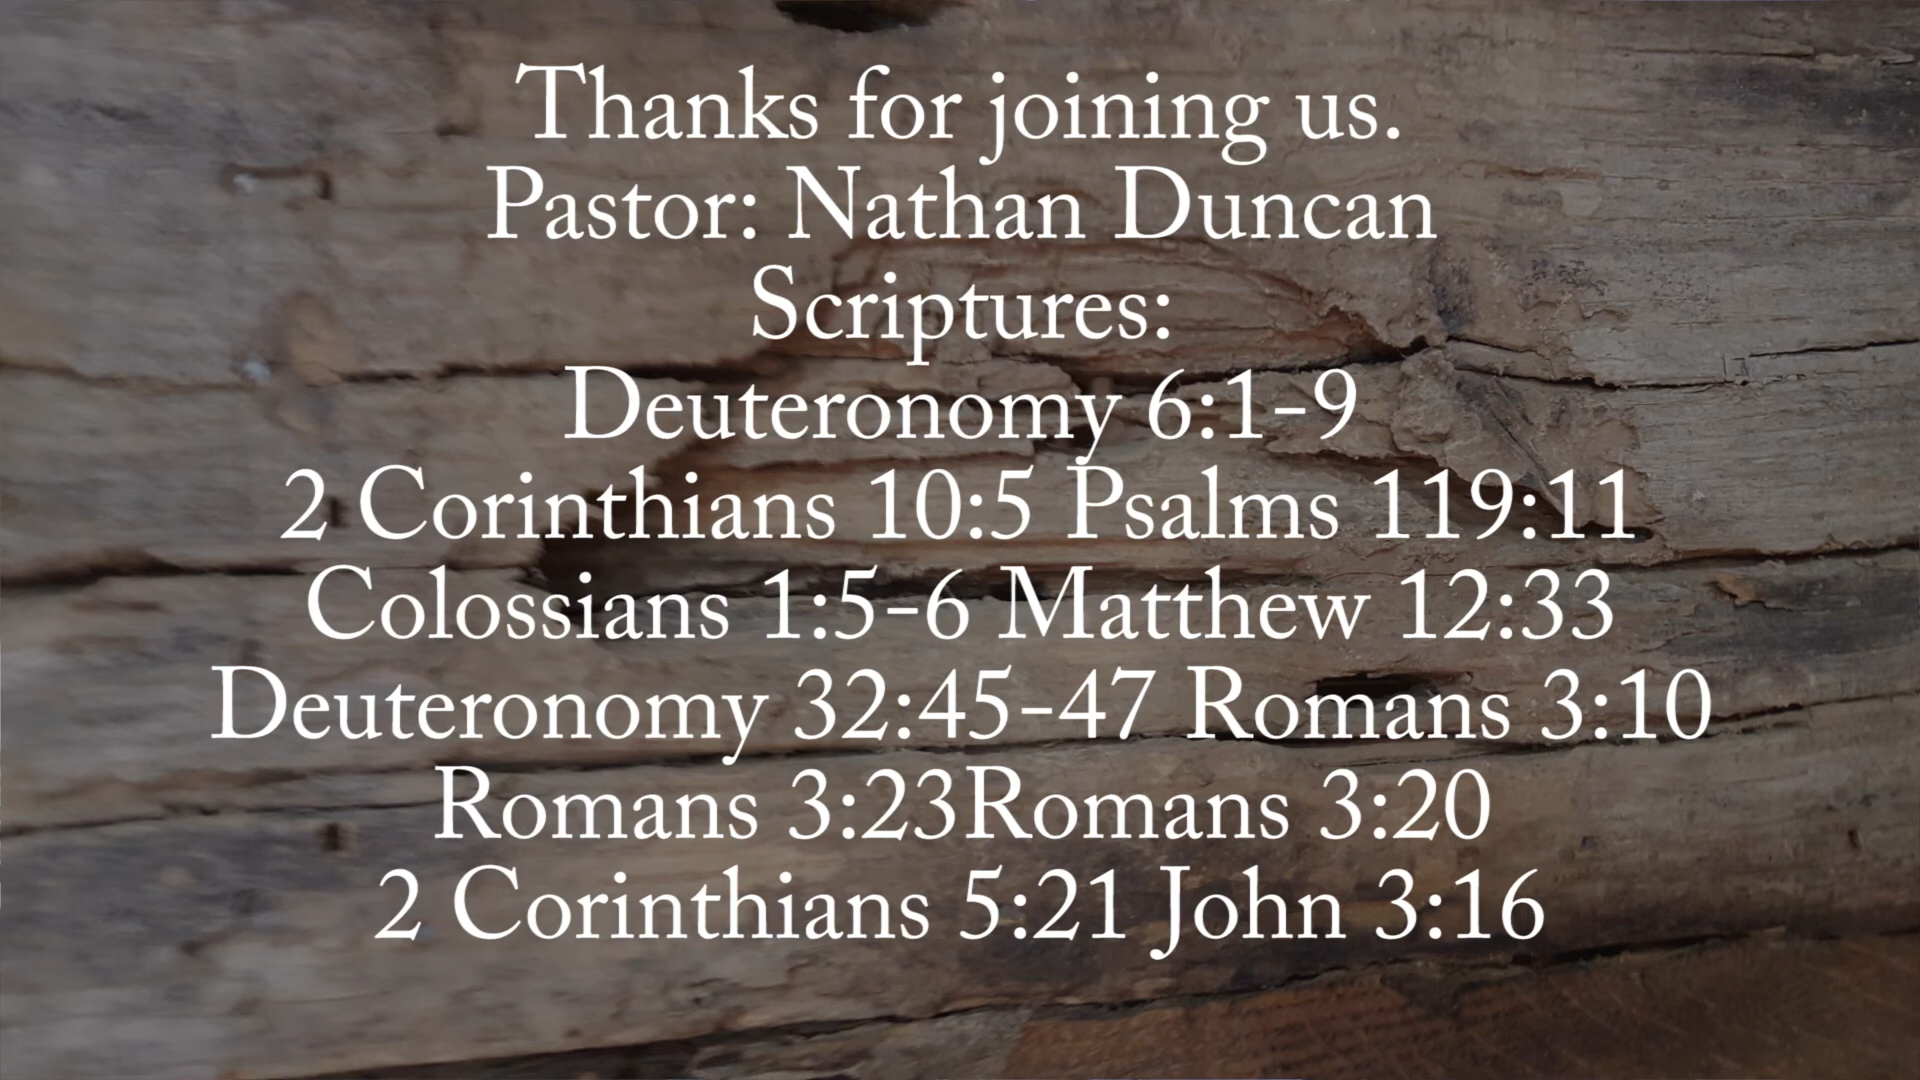 Thanks for joining us.
Pastor: Nathan Duncan
Scriptures:
Deuteronomy 6:1-9
2 Corinthians 10:5 Psalms 119:11
Colossians 1:5-6 Matthew 12:33
Deuteronomy 32:45-47 Romans 3:10
Romans 3:23Romans 3:20
2 Corinthians 5:21 John 3:16